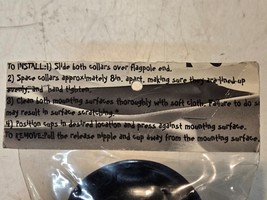 TO INSTALL:1) Slide both collars over flagpole end.
2) Space collars approximately 8in. apart, making sure they are lined up
evenly, and hand tighten.
3) Clean both mounting surfaces thoroughly with soft cloth. Failure to do so
may result in surface scratching.*
4) Position cups in desired location and press against mounting surface.
TO REMOVE:Pull the release nipple and cup away from the mounting surface.